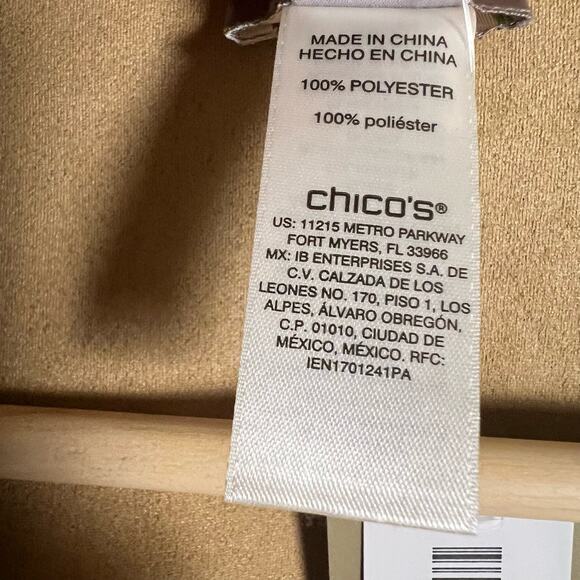 MADE IN CHINA
HECHO EN CHINA
100% POLYESTER
100% poliéster
chico's®
US: 11215 METRO PARKWAY
FORT MYERS, FL 33966
MX: IB ENTERPRISES S.A. DE
C.V. CALZADA DE LOS
LEONES NO. 170, PISO 1, LOS
ALPES, ÁLVARO OBREGÓN,
C.P. 01010, CIUDAD DE
MÉXICO, MÉXICO. RFC:
IEN1701241PA